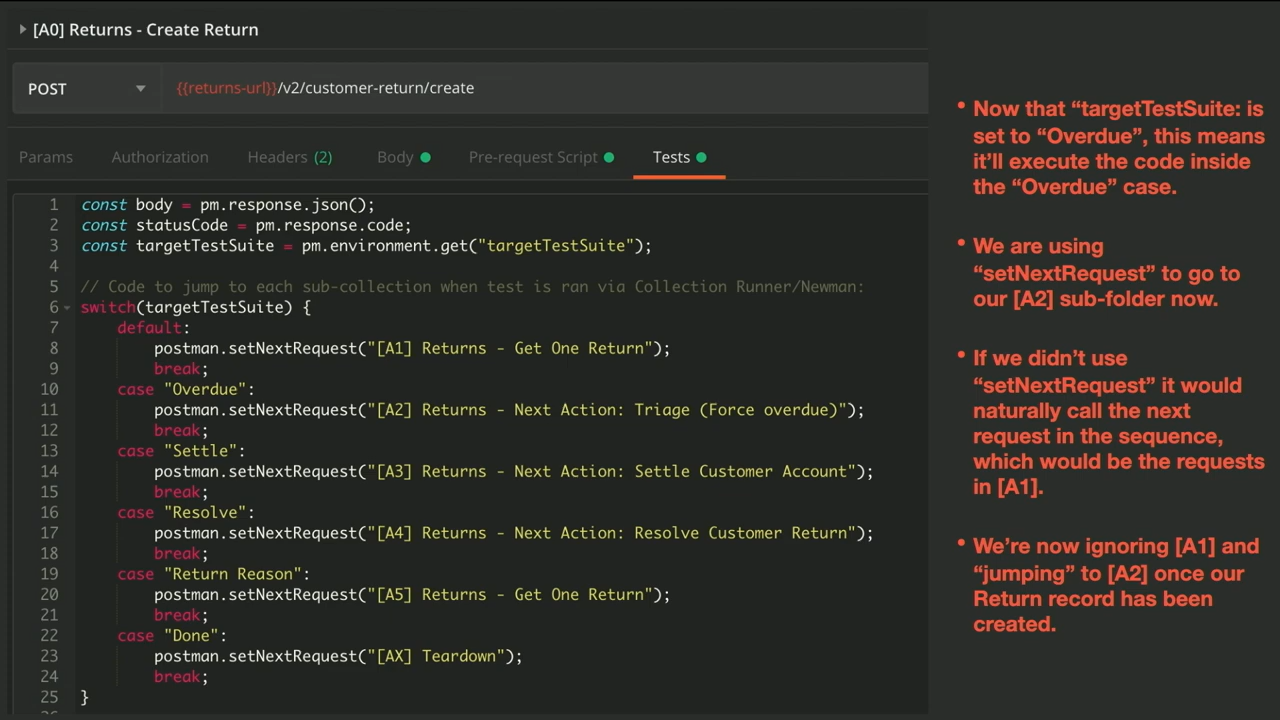 [A0] Returns - Create Return
POST
{{returns-url}}/v2/customer-return/create
Params Authorization Headers (2) Body Pre-request Script Tests
1 const body = pm.response.json();
2 const statusCode = pm.response.code;
3 const targetTestSuite = pm.environment.get("targetTestSuite");
4
5 // Code to jump to each sub-collection when test is ran via Collection Runner/Newman:
6 switch(targetTestSuite) {
7 default:
8 postman.setNextRequest("[A1] Returns - Get One Return");
9 break;
10 case "Overdue":
11 postman.setNextRequest("[A2] Returns - Next Action: Triage (Force overdue)");
12 break;
13 case "Settle":
14 postman.setNextRequest("[A3] Returns - Next Action: Settle Customer Account");
15 break;
16 case "Resolve":
17 postman.setNextRequest("[A4] Returns - Next Action: Resolve Customer Return");
18 break;
19 case "Return Reason":
20 postman.setNextRequest("[A5] Returns - Get One Return");
21 break;
22 case "Done":
23 postman.setNextRequest("[AX] Teardown");
24 break;
25 }
• Now that “targetTestSuite: is
set to “Overdue”, this means
it’ll execute the code inside
the “Overdue” case.
• We are using
“setNextRequest” to go to
our [A2] sub-folder now.
• If we didn’t use
“setNextRequest” it would
naturally call the next
request in the sequence,
which would be the requests
in [A1].
• We’re now ignoring [A1] and
“jumping” to [A2] once our
Return record has been
created.